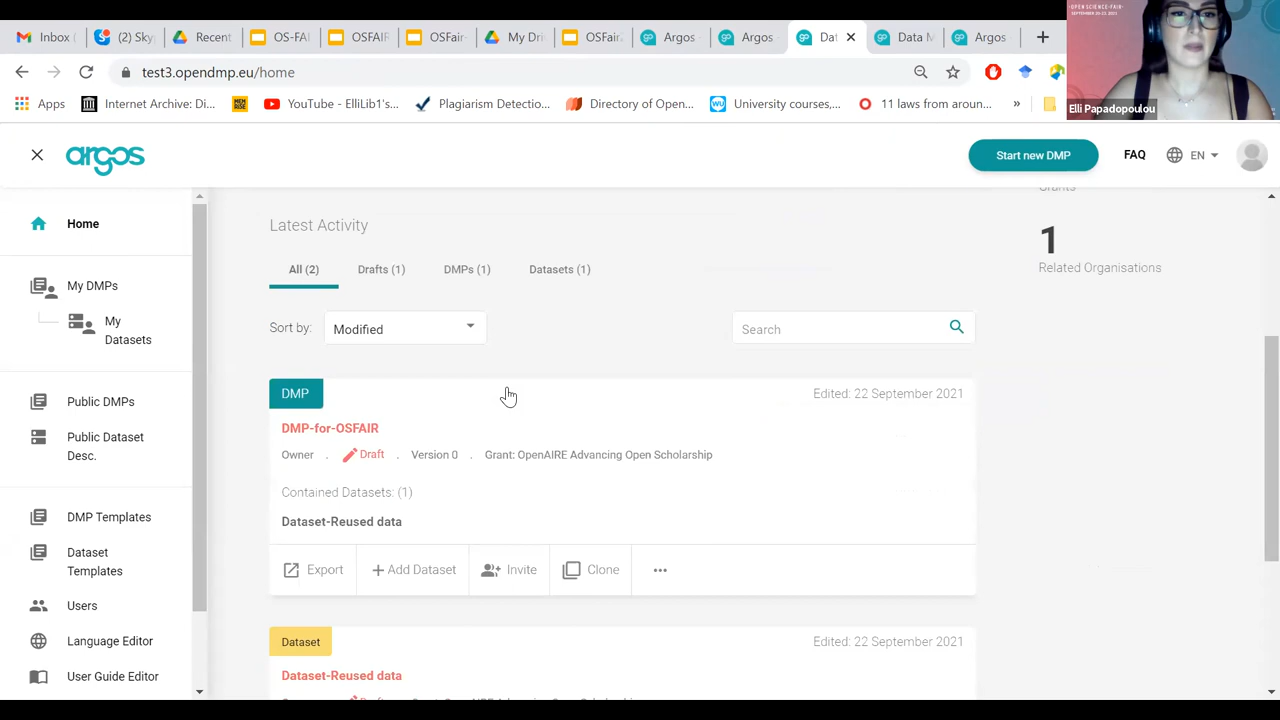 Inbox (
(2) Sky
Recent
OS-FAI
OSFAIR
OSFair-
My Dri
OSFair
Argos -
Argos
Dat
Data M
Argos
OPEN SCIENCE FAIR
Elli Papadopoulou
test3.opendmp.eu/home
Apps
Internet Archive: Di...
YouTube - ElliLib1's...
Plagiarism Detectio...
Directory of Open...
University courses,...
11 laws from aroun...
»
argos
Start new DMP
FAQ
EN
Home
My DMPs
My
Datasets
Public DMPs
Public Dataset
Desc.
DMP Templates
Dataset
Templates
Users
Language Editor
User Guide Editor
Grants
1
Related Organisations
Latest Activity
All (2) Drafts (1) DMPs (1) Datasets (1)
Sort by: Modified Search
DMP Edited: 22 September 2021
DMP-for-OSFAIR
Owner . Draft . Version 0 . Grant: OpenAIRE Advancing Open Scholarship
Contained Datasets: (1)
Dataset-Reused data
Export + Add Dataset Invite Clone ...
Dataset Edited: 22 September 2021
Dataset-Reused data